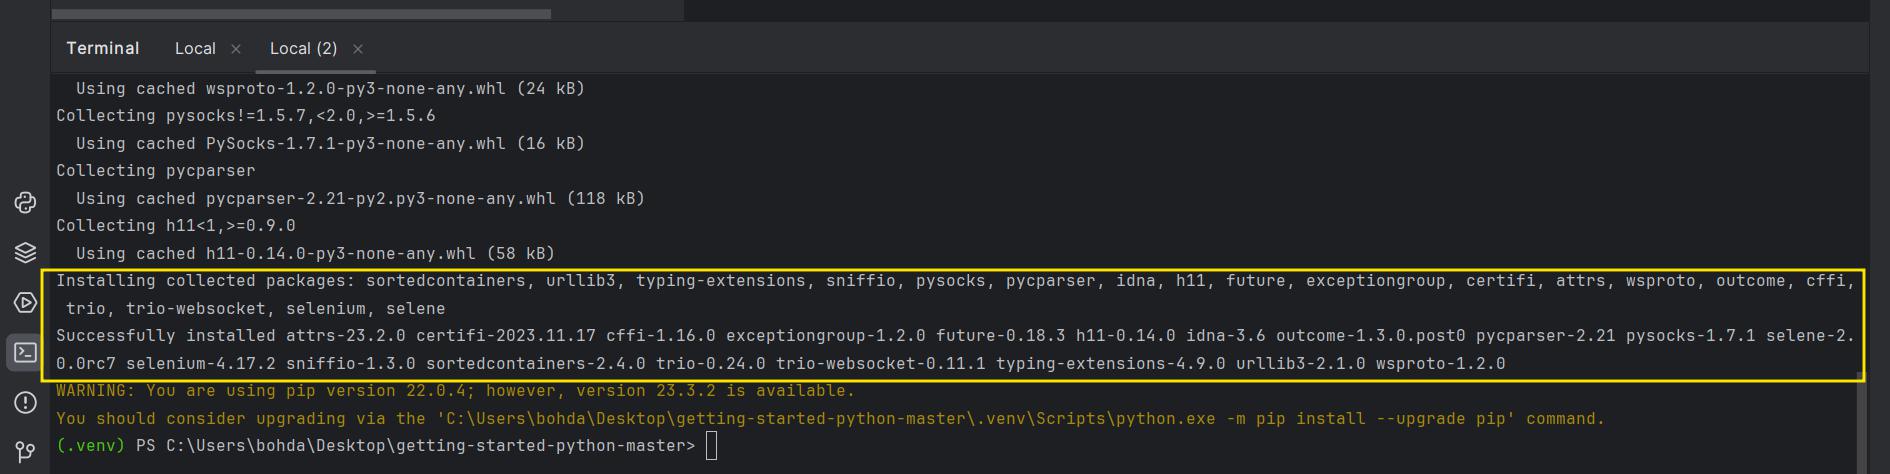 Terminal Local × Local (2) ×
Using cached wsproto-1.2.0-py3-none-any.whl (24 kB)
Collecting pysocks!=1.5.7,<2.0,>=1.5.6
Using cached PySocks-1.7.1-py3-none-any.whl (16 kB)
Collecting pycparser
Using cached pycparser-2.21-py2.py3-none-any.whl (118 kB)
Collecting h11<1,>=0.9.0
Using cached h11-0.14.0-py3-none-any.whl (58 kB)
Installing collected packages: sortedcontainers, urllib3, typing-extensions, sniffio, pysocks, pycparser, idna, h11, future, exceptiongroup, certifi, attrs, wsproto, outcome, cffi,
trio, trio-websocket, selenium, selene
Successfully installed attrs-23.2.0 certifi-2023.11.17 cffi-1.16.0 exceptiongroup-1.2.0 future-0.18.3 h11-0.14.0 idna-3.6 outcome-1.3.0.post0 pycparser-2.21 pysocks-1.7.1 selene-2.
0.0rc7 selenium-4.17.2 sniffio-1.3.0 sortedcontainers-2.4.0 trio-0.24.0 trio-websocket-0.11.1 typing-extensions-4.9.0 urllib3-2.1.0 wsproto-1.2.0
WARNING: You are using pip version 22.0.4; however, version 23.3.2 is available.
You should consider upgrading via the 'C:\Users\bohda\Desktop\getting-started-python-master\.venv\Scripts\python.exe -m pip install --upgrade pip' command.
(.venv) PS C:\Users\bohda\Desktop\getting-started-python-master>